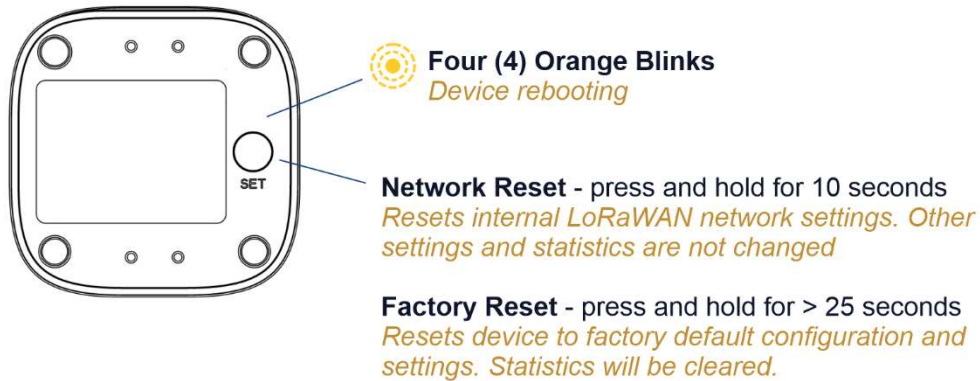 Four (4) Orange Blinks
Device rebooting
SET
Network Reset - press and hold for 10 seconds
Resets internal LoRaWAN network settings. Other
settings and statistics are not changed
Factory Reset - press and hold for > 25 seconds
Resets device to factory default configuration and
settings. Statistics will be cleared.